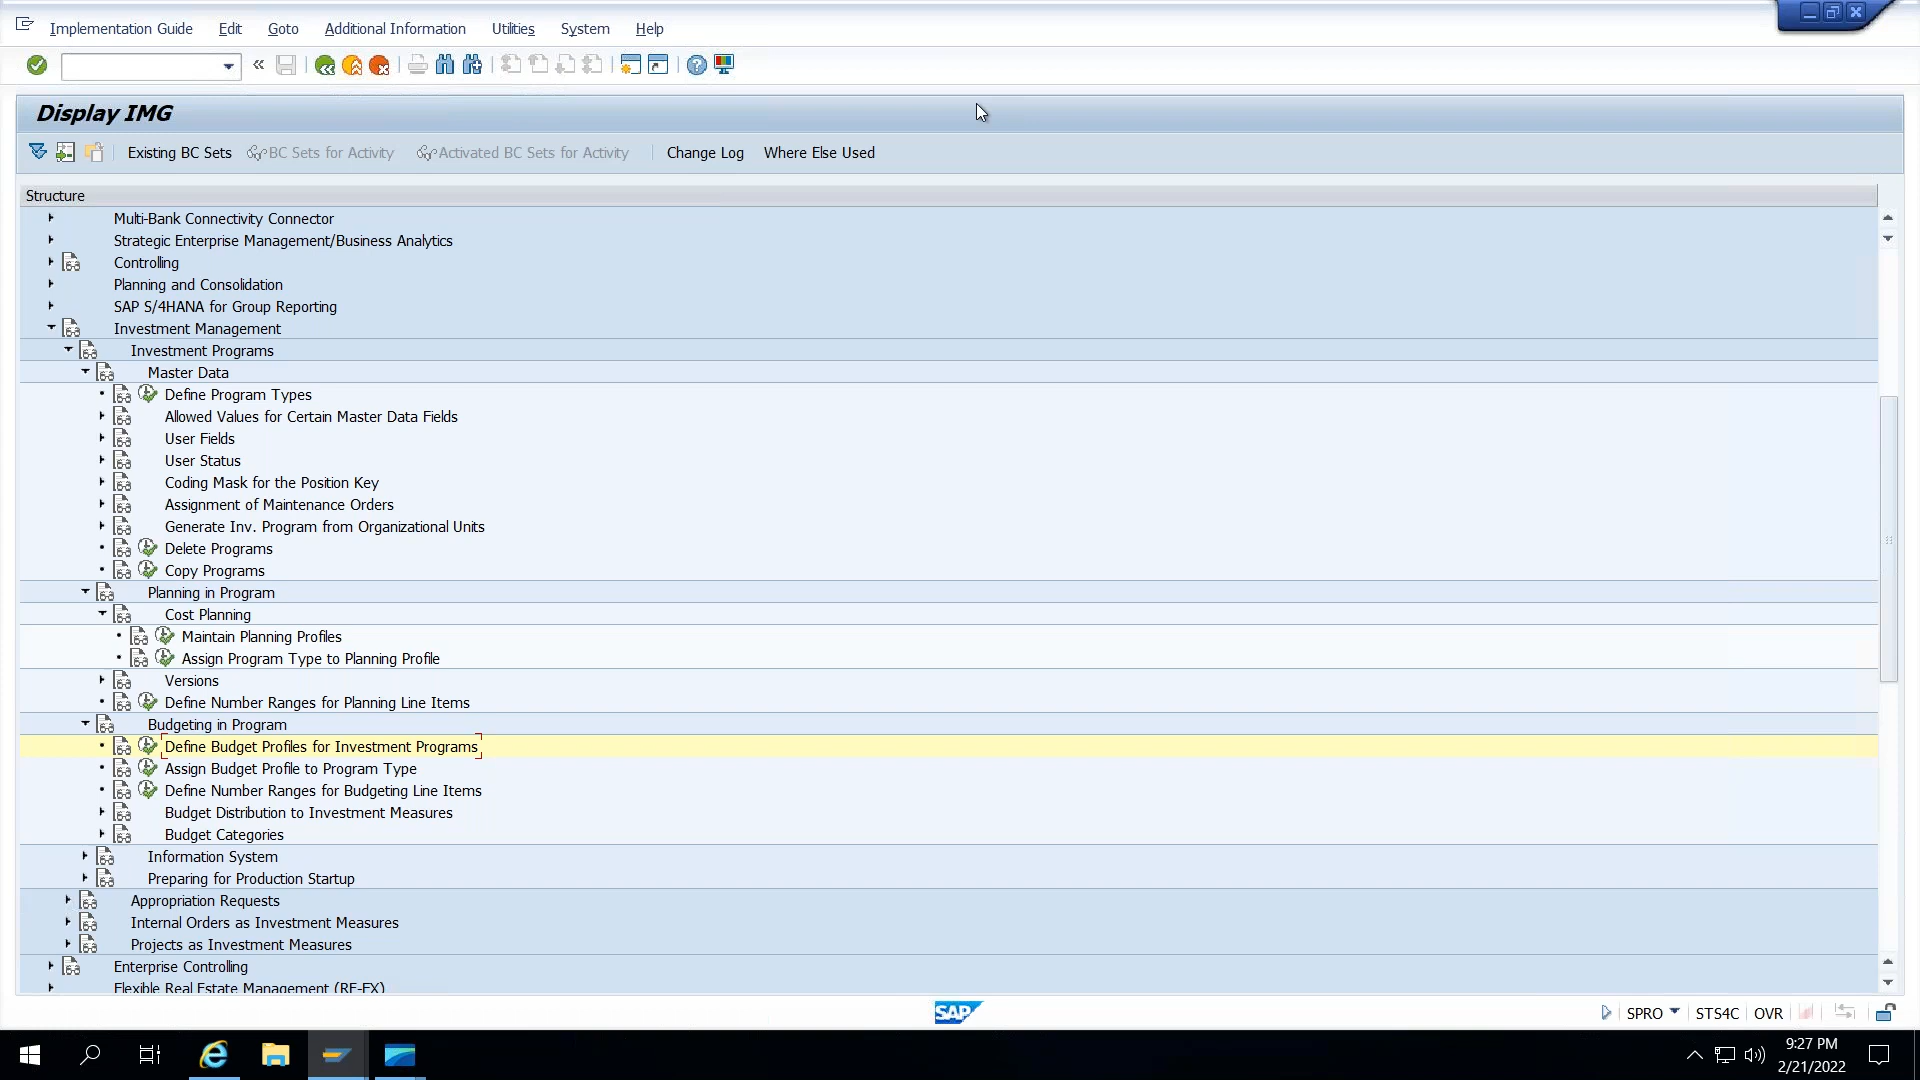 Implementation Guide Edit Goto Additional Information Utilities System Help
Display IMG
Existing BC Sets BC Sets for Activity Activated BC Sets for Activity Change Log Where Else Used
Structure
Multi-Bank Connectivity Connector
Strategic Enterprise Management/Business Analytics
Controlling
Planning and Consolidation
SAP S/4HANA for Group Reporting
Investment Management
Investment Programs
Master Data
Define Program Types
Allowed Values for Certain Master Data Fields
User Fields
User Status
Coding Mask for the Position Key
Assignment of Maintenance Orders
Generate Inv. Program from Organizational Units
Delete Programs
Copy Programs
Planning in Program
Cost Planning
Maintain Planning Profiles
Assign Program Type to Planning Profile
Versions
Define Number Ranges for Planning Line Items
Budgeting in Program
Define Budget Profiles for Investment Programs
Assign Budget Profile to Program Type
Define Number Ranges for Budgeting Line Items
Budget Distribution to Investment Measures
Budget Categories
Information System
Preparing for Production Startup
Appropriation Requests
Internal Orders as Investment Measures
Projects as Investment Measures
Enterprise Controlling
Flexible Real Estate Management (RE-FX)
SAP SPRO STS4C OVR
9:27 PM
2/21/2022